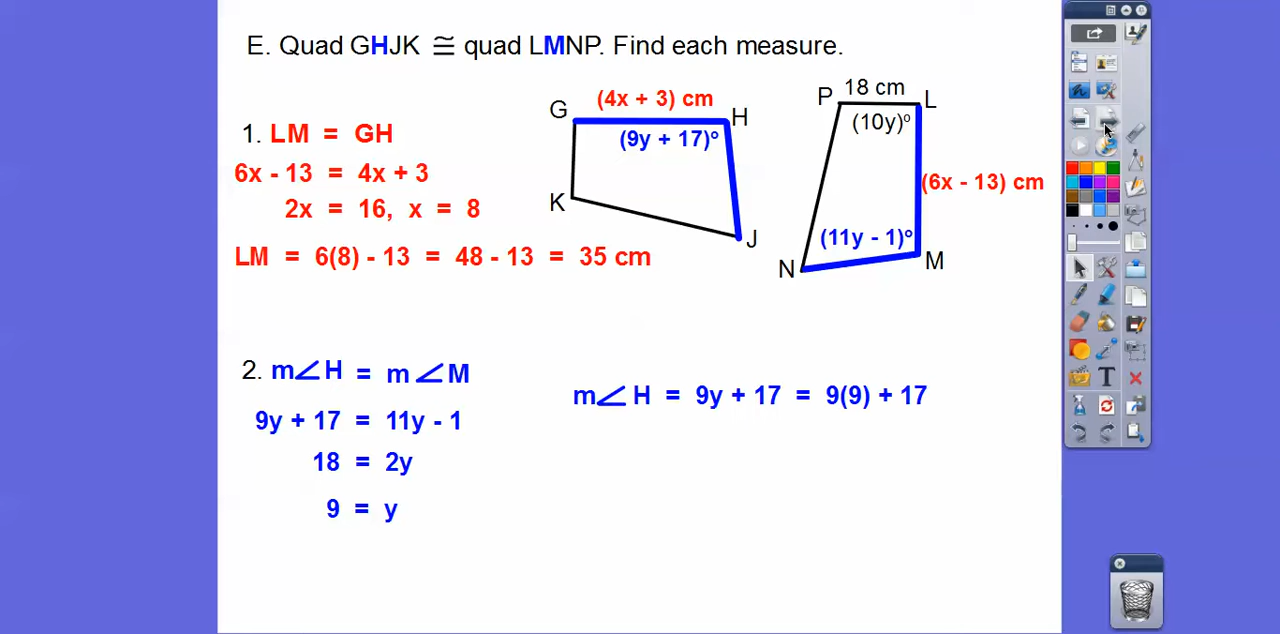 E. Quad GHJK ≅ quad LMNP. Find each measure.
G
(4x + 3) cm
H
(9y + 17)º
K
J
P
18 cm
L
(10y)º
(6x - 13) cm
(11y - 1)º
N
M
1. LM = GH
6x - 13 = 4x + 3
2x = 16, x = 8
LM = 6(8) - 13 = 48 - 13 = 35 cm
2. m∠H = m∠M
9y + 17 = 11y - 1
18 = 2y
9 = y
m∠H = 9y + 17 = 9(9) + 17
T